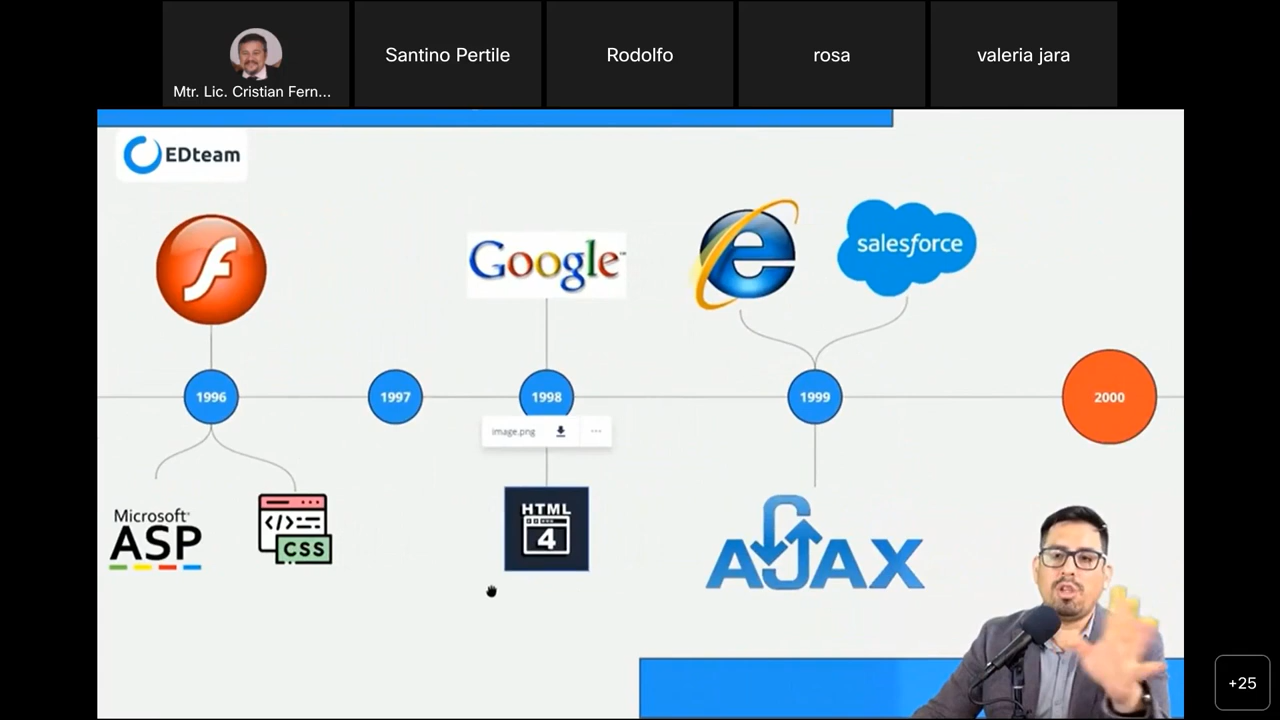 Mtr. Lic. Cristian Fern...
Santino Pertile
Rodolfo
rosa
valeria jara
EDteam
Google™
salesforce
1996
1997
1998
1999
2000
image.png
...
Microsoft®
ASP
</>
CSS
HTML
4
AJAX
+25